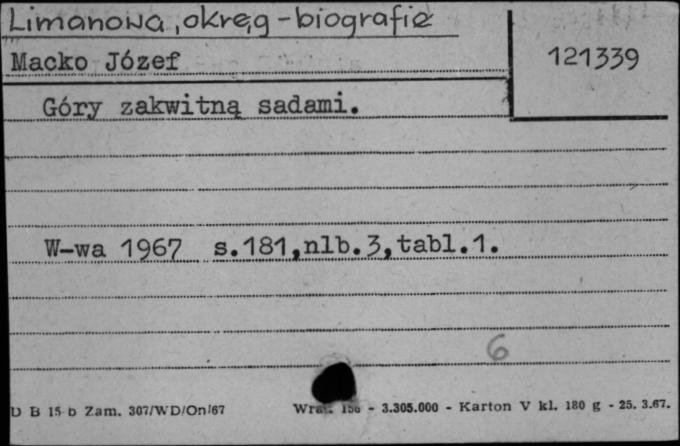 Limanowa, okręg - biografie
Macko Józef
121339
Góry zakwitną sadami.
W-wa 1967 s.181,nlb.3,tabl.1.
6
D B 15 b Zam. 307/WD/On/67
- 3.305.000 - Karton V kl. 180 g - 25. 3.67.